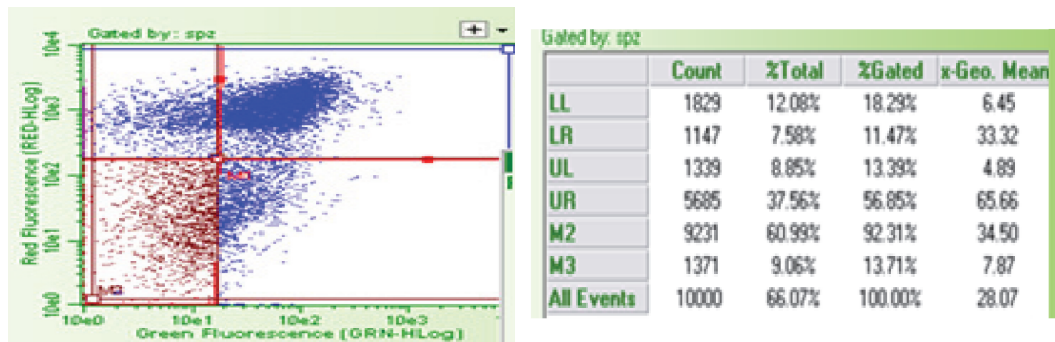 Gated by: spz
10e4
10e3
10e2
10e1
10e0
Red Fluorescence (RED-HLog)
10e0 10e1 10e2 10e3
Green Fluorescence (GRN-HLog)
Gated by: spz
Count %Total %Gated x-Geo. Mean
LL 1829 12.08% 18.29% 6.45
LR 1147 7.58% 11.47% 33.32
UL 1339 8.85% 13.39% 4.89
UR 5685 37.56% 56.85% 65.66
M2 9231 60.99% 92.31% 34.50
M3 1371 9.06% 13.71% 7.87
All Events 10000 66.07% 100.00% 28.07